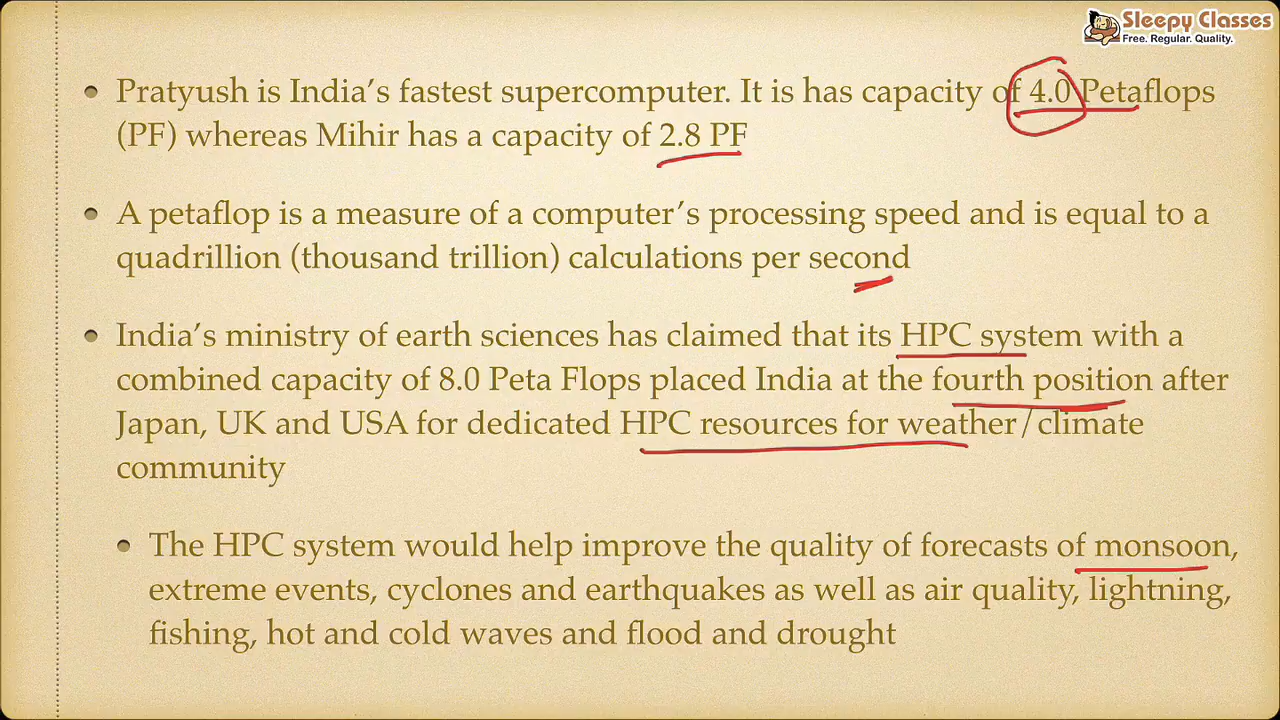 Sleepy Classes
Free. Regular. Quality.
Pratyush is India's fastest supercomputer. It is has capacity of 4.0 Petaflops
(PF) whereas Mihir has a capacity of 2.8 PF
A petaflop is a measure of a computer's processing speed and is equal to a
quadrillion (thousand trillion) calculations per second
India's ministry of earth sciences has claimed that its HPC system with a
combined capacity of 8.0 Peta Flops placed India at the fourth position after
Japan, UK and USA for dedicated HPC resources for weather/climate
community
The HPC system would help improve the quality of forecasts of monsoon,
extreme events, cyclones and earthquakes as well as air quality, lightning,
fishing, hot and cold waves and flood and drought